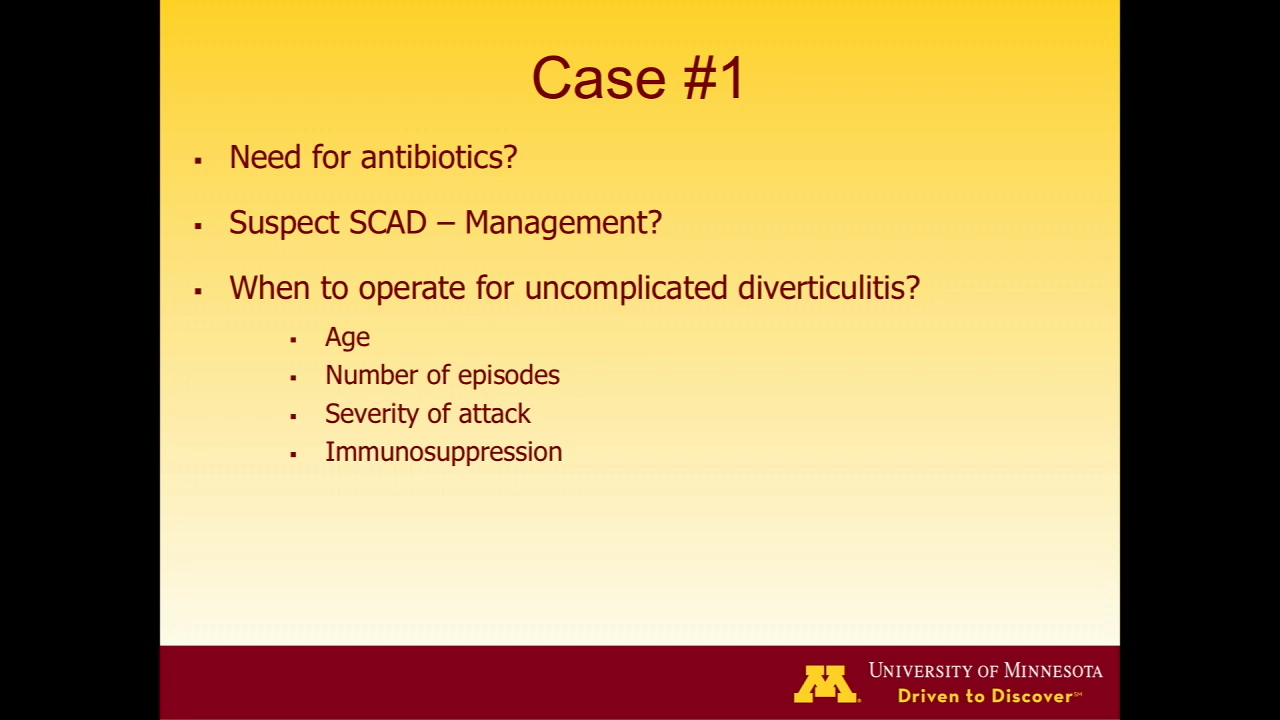 Case #1
▪ Need for antibiotics?
▪ Suspect SCAD – Management?
▪ When to operate for uncomplicated diverticulitis?
▪ Age
▪ Number of episodes
▪ Severity of attack
▪ Immunosuppression
M
UNIVERSITY OF MINNESOTA
Driven to Discover℠